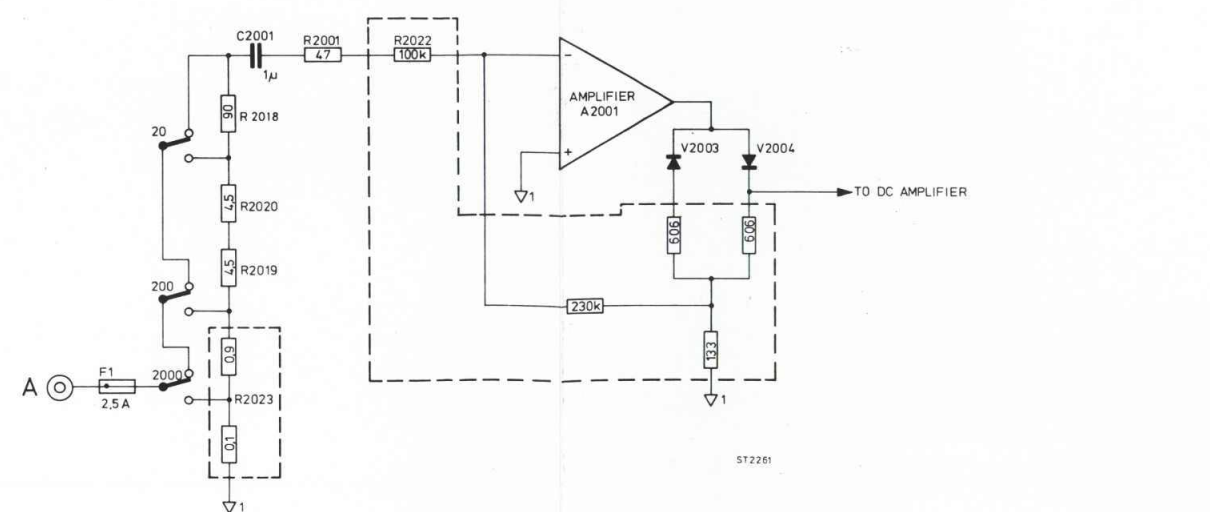 C2001
1µ
R2001
47
R2022
100k
90
R 2018
20
4,5
R2020
4,5
R2019
200
0,9
R2023
0,1
1
A
F1
2,5 A
2000
AMPLIFIER
A2001
−
+
1
V2003
V2004
TO DC AMPLIFIER
606
606
230k
133
1
ST2261